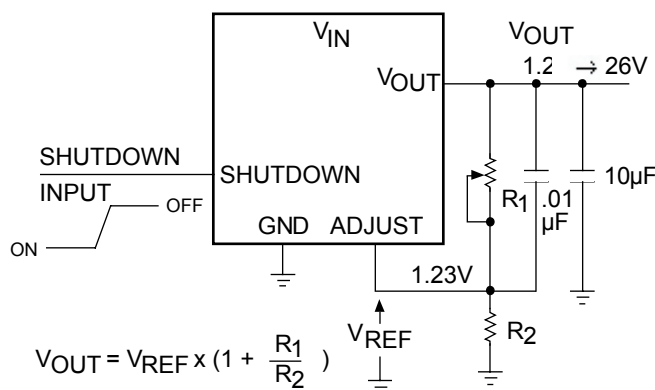 VIN
VOUT
1.2 → 26V
VOUT
SHUTDOWN
INPUT
SHUTDOWN
OFF
ON
GND
ADJUST
R1
.01
µF
10µF
1.23V
VREF
R2
VOUT = VREF x (1 + R1/R2 )